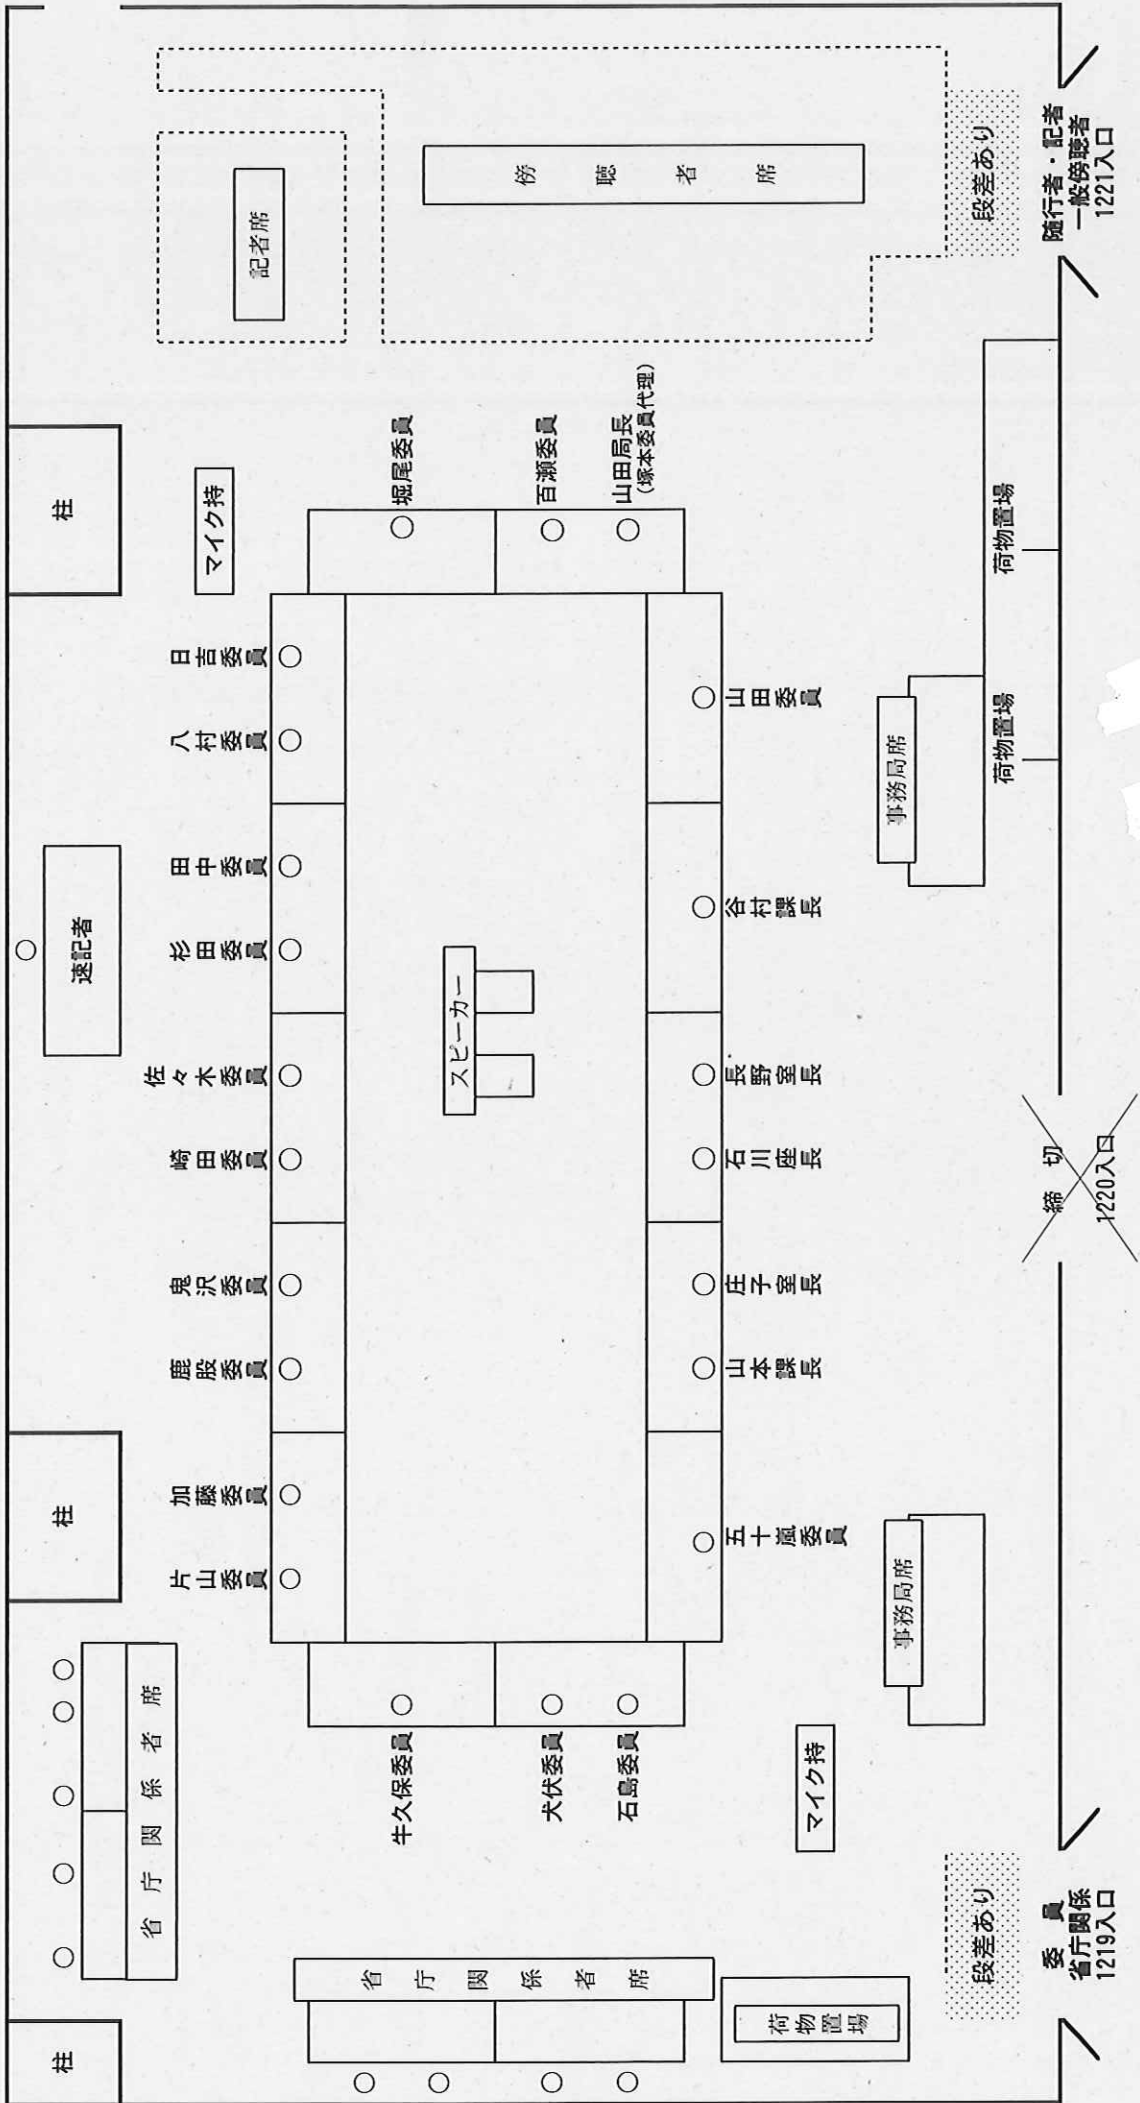 柱
柱
柱
速記者
マイク持
記者席
傍聴者席
省庁関係者席
片山委員
加藤委員
鹿股委員
鬼沢委員
崎田委員
佐々木委員
杉田委員
田中委員
八村委員
日吉委員
牛久保委員
犬伏委員
石島委員
スピーカー
堀尾委員
百瀬委員
山田局長
(塚本委員代理)
五十嵐委員
山本課長
庄子室長
石川座長
長野室長
谷村課長
山田委員
省庁関係者席
荷物置場
マイク持
事務局席
事務局席
荷物置場
荷物置場
段差あり
段差あり
委員
省庁関係
1219入口
締切
1220入口
随行者・記者
一般傍聴者
1221入口